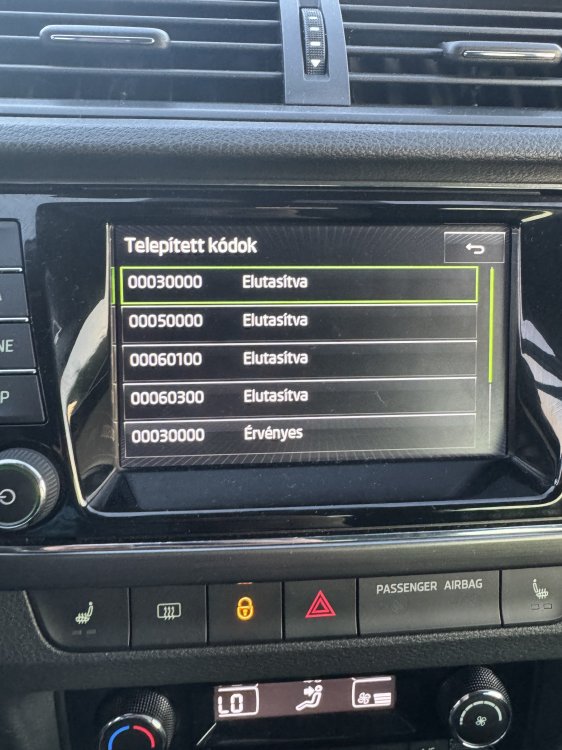 Telepített kódok
00030000 Elutasítva
00050000 Elutasítva
00060100 Elutasítva
00060300 Elutasítva
00030000 Érvényes
PASSENGER AIRBAG
LO